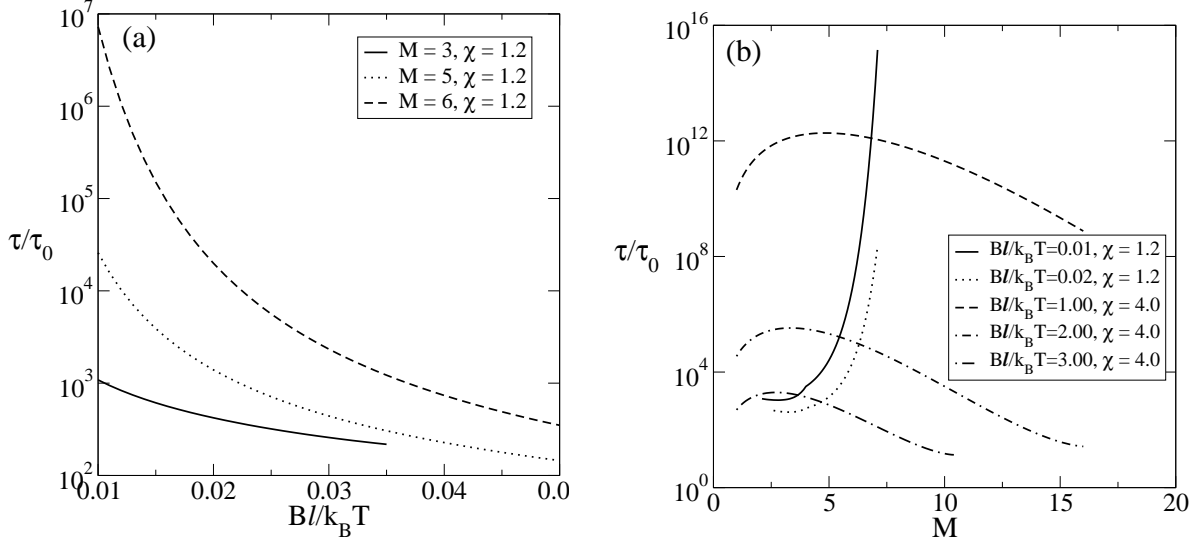 (a)
M = 3, χ = 1.2
M = 5, χ = 1.2
M = 6, χ = 1.2
10^7
10^6
10^5
10^4
10^3
10^2
τ/τ_0
0.01 0.02 0.03 0.04 0.0
Bl/k_BT
(b)
10^16
10^12
10^8
10^4
10^0
τ/τ_0
Bl/k_BT=0.01, χ = 1.2
Bl/k_BT=0.02, χ = 1.2
Bl/k_BT=1.00, χ = 4.0
Bl/k_BT=2.00, χ = 4.0
Bl/k_BT=3.00, χ = 4.0
0 5 10 15 20
M